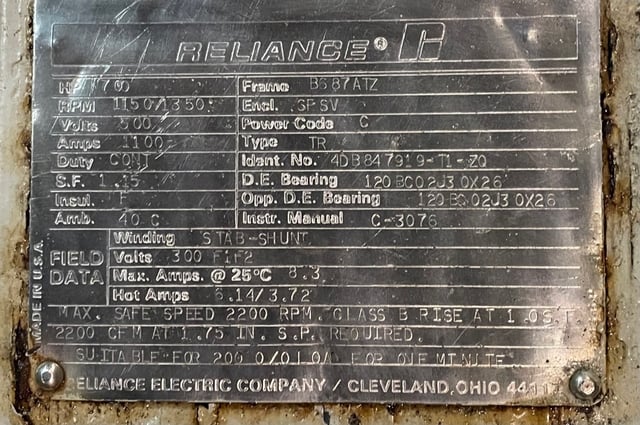 RELIANCE® R
HP 700 Frame B687ATZ
RPM 1150/1350 Encl. SPSV
Volts 500 Power Code C
Amps 1100 Type TR
Duty CONT Ident. No. 4DB847919-T1-ZQ
S.F. 1.15 D.E. Bearing 120BC02J30X26
Insul. F Opp. D.E. Bearing 120BC02J30X26
Amb. 40 C Instr. Manual C-3076
MADE IN U.S.A.
FIELD DATA
Winding STAB-SHUNT
Volts 300 F1F2
Max. Amps. @ 25°C 8.3
Hot Amps 6.14/3.72
MAX. SAFE SPEED 2200 RPM. CLASS B RISE AT 1.0 S.F
2200 CFM AT 1.75 IN. S.P. REQUIRED.
SUITABLE FOR 200 O/O LOAD FOR ONE MINUTE
RELIANCE ELECTRIC COMPANY / CLEVELAND, OHIO 44117